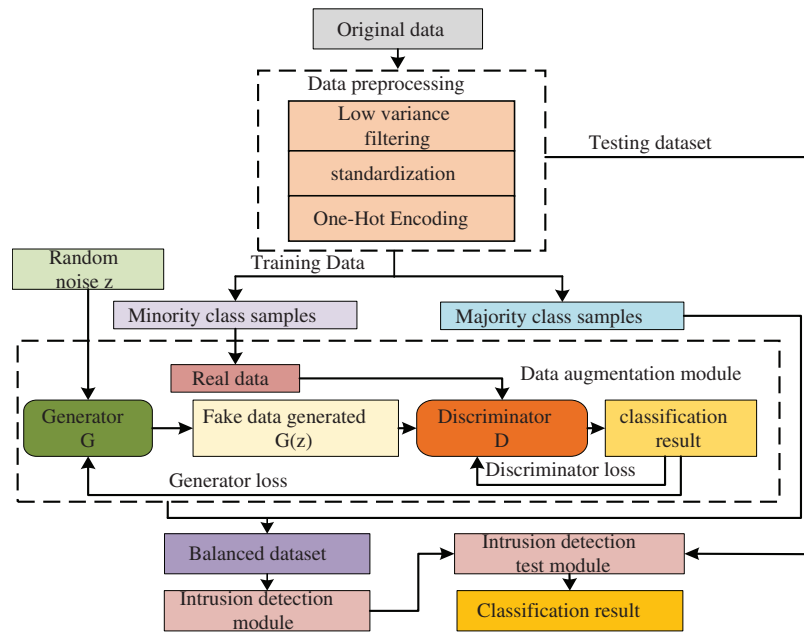 Original data
Data preprocessing
Low variance
filtering
standardization
One-Hot Encoding
Testing dataset
Training Data
Random
noise z
Minority class samples
Majority class samples
Real data
Data augmentation module
Generator
G
Fake data generated
G(z)
Discriminator
D
classification
result
Discriminator loss
Generator loss
Balanced dataset
Intrusion detection
test module
Intrusion detection
module
Classification result